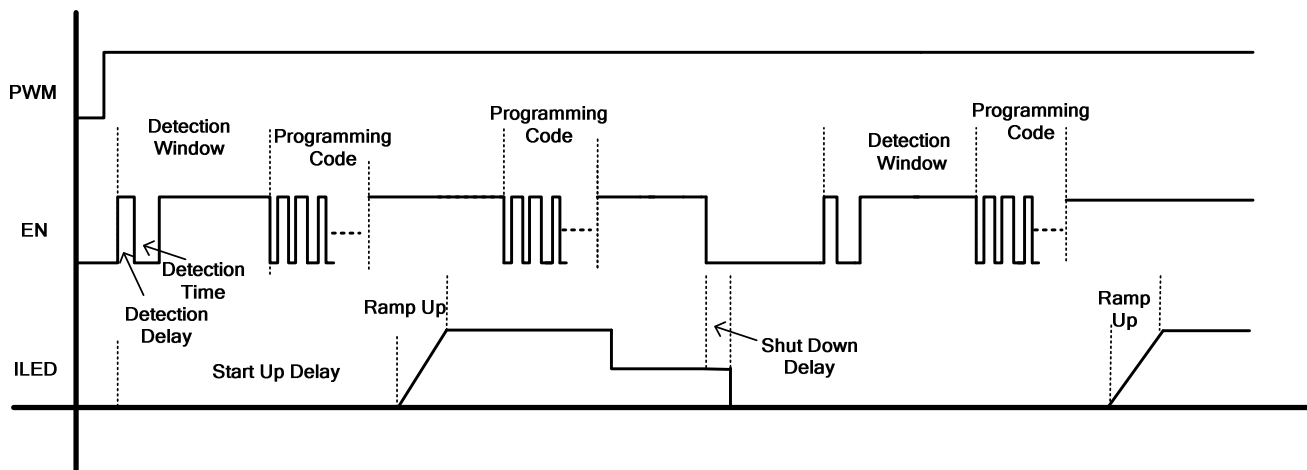 PWM
Detection
Window
Programming
Code
Programming
Code
Detection
Window
Programming
Code
EN
Detection
Time
Detection
Delay
Ramp Up
Ramp
Up
ILED
Start Up Delay
Shut Down
Delay